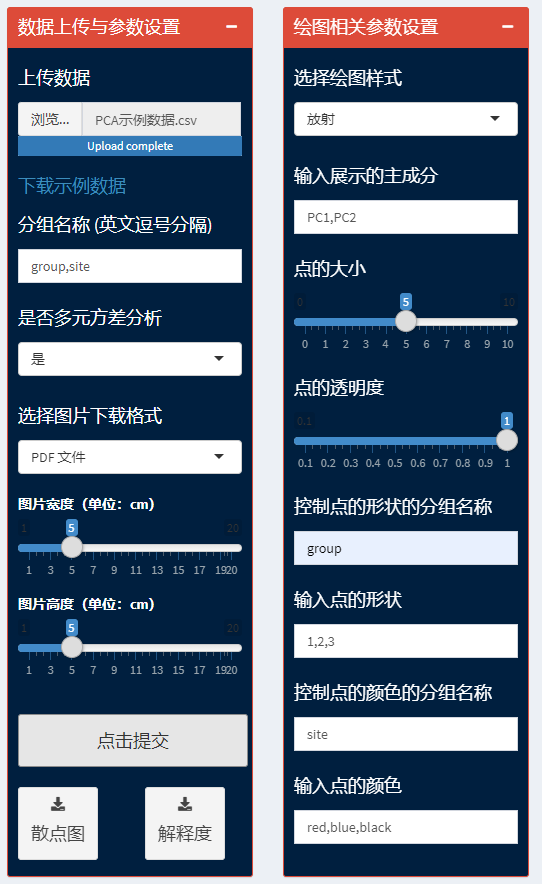 数据上传与参数设置
上传数据
浏览... PCA示例数据.csv
Upload complete
下载示例数据
分组名称 (英文逗号分隔)
group,site
是否多元方差分析
是
选择图片下载格式
PDF 文件
图片宽度（单位：cm）
1 5 20
1 3 5 7 9 11 13 15 17 1920
图片高度（单位：cm）
1 5 20
1 3 5 7 9 11 13 15 17 1920
点击提交
散点图 解释度
绘图相关参数设置
选择绘图样式
放射
输入展示的主成分
PC1,PC2
点的大小
0 5 10
0 1 2 3 4 5 6 7 8 9 10
点的透明度
0.1 1
0.1 0.2 0.3 0.4 0.5 0.6 0.7 0.8 0.9 1
控制点的形状的分组名称
group
输入点的形状
1,2,3
控制点的颜色的分组名称
site
输入点的颜色
red,blue,black